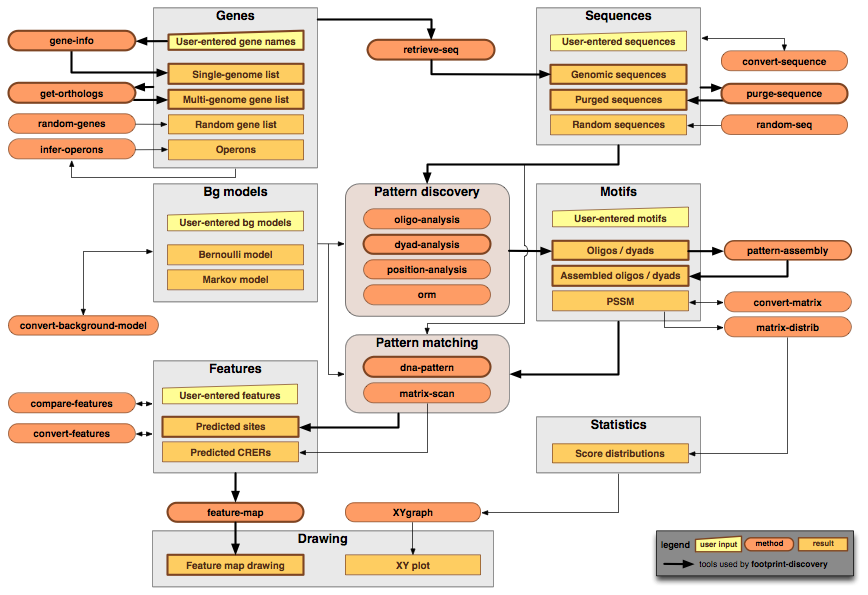 Genes
User-entered gene names
Single-genome list
Multi-genome gene list
Random gene list
Operons
gene-info
get-orthologs
random-genes
infer-operons
retrieve-seq
Sequences
User-entered sequences
Genomic sequences
Purged sequences
Random sequences
convert-sequence
purge-sequence
random-seq
Bg models
User-entered bg models
Bernoulli model
Markov model
convert-background-model
Pattern discovery
oligo-analysis
dyad-analysis
position-analysis
orm
Motifs
User-entered motifs
Oligos / dyads
Assembled oligos / dyads
PSSM
pattern-assembly
convert-matrix
matrix-distrib
Pattern matching
dna-pattern
matrix-scan
Features
User-entered features
Predicted sites
Predicted CRERs
compare-features
convert-features
Statistics
Score distributions
feature-map
XYgraph
Drawing
Feature map drawing
XY plot
legend
user input
method
result
tools used by footprint-discovery